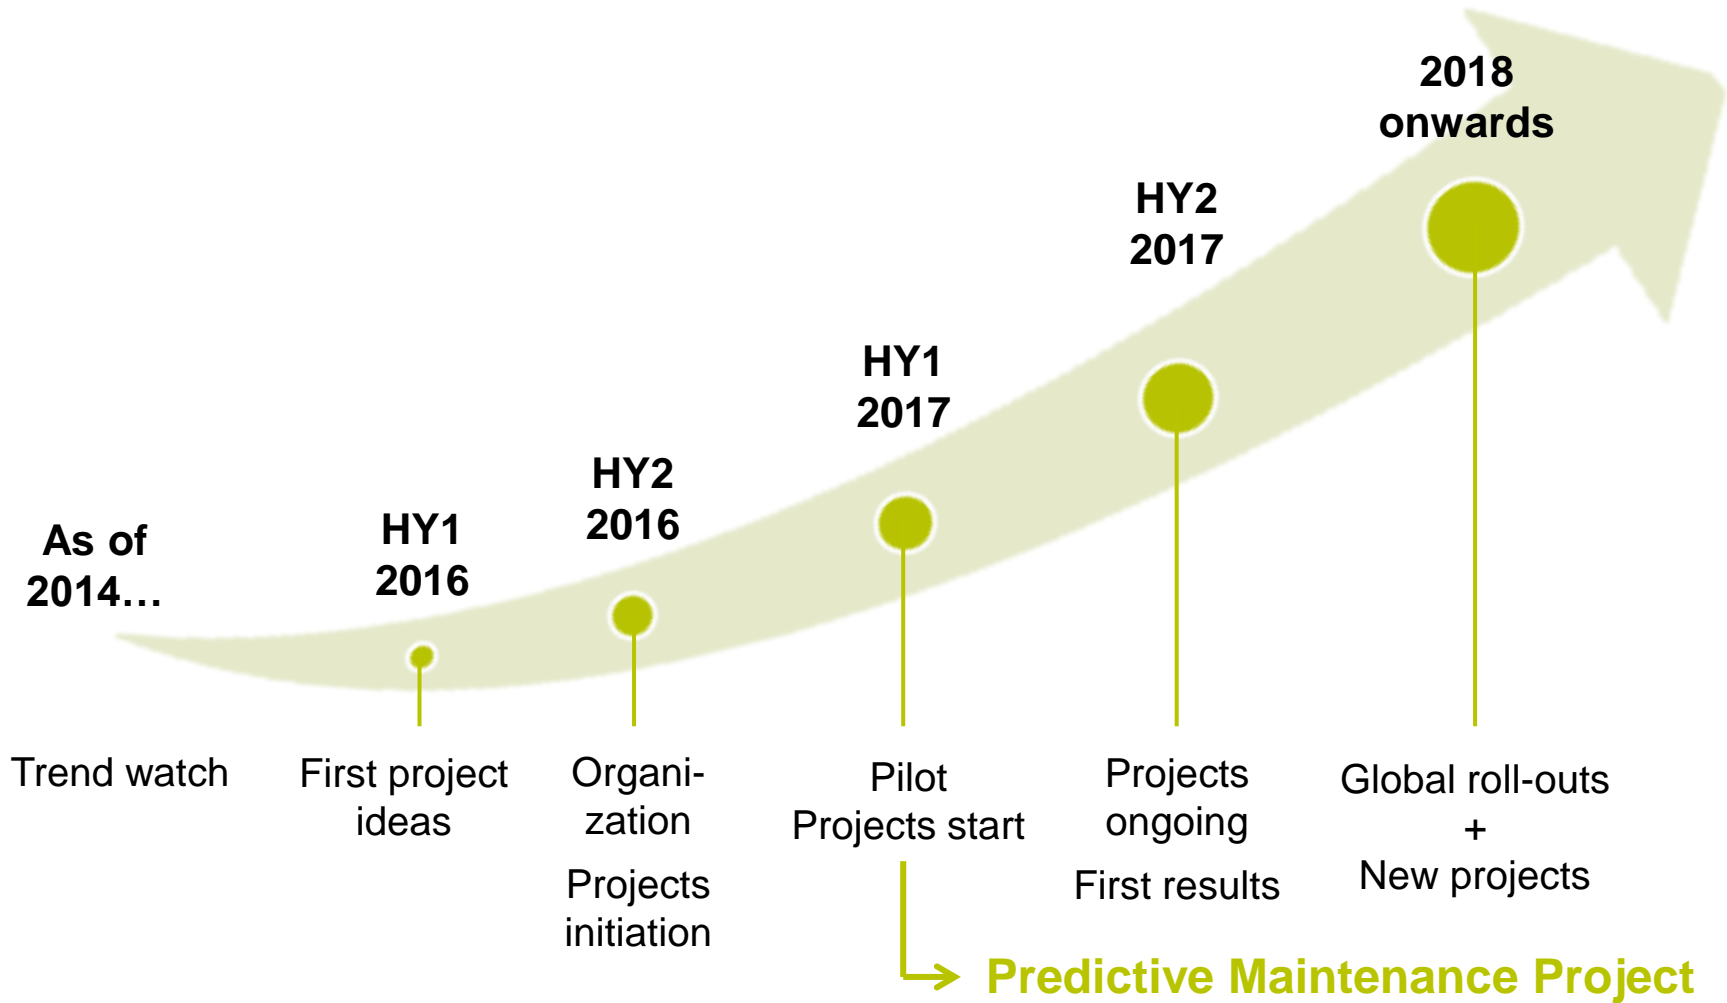 As of
2014…
HY1
2016
HY2
2016
HY1
2017
HY2
2017
2018
onwards
Trend watch
First project
ideas
Organi-
zation
Projects
initiation
Pilot
Projects start
Projects
ongoing
First results
Global roll-outs
+
New projects
Predictive Maintenance Project